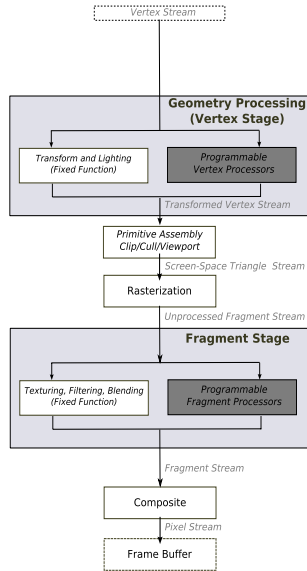 Vertex Stream
Geometry Processing
(Vertex Stage)
Transform and Lighting
(Fixed Function)
Programmable
Vertex Processors
Transformed Vertex Stream
Primitive Assembly
Clip/Cull/Viewport
Screen-Space Triangle Stream
Rasterization
Unprocessed Fragment Stream
Fragment Stage
Texturing, Filtering, Blending
(Fixed Function)
Programmable
Fragment Processors
Fragment Stream
Composite
Pixel Stream
Frame Buffer